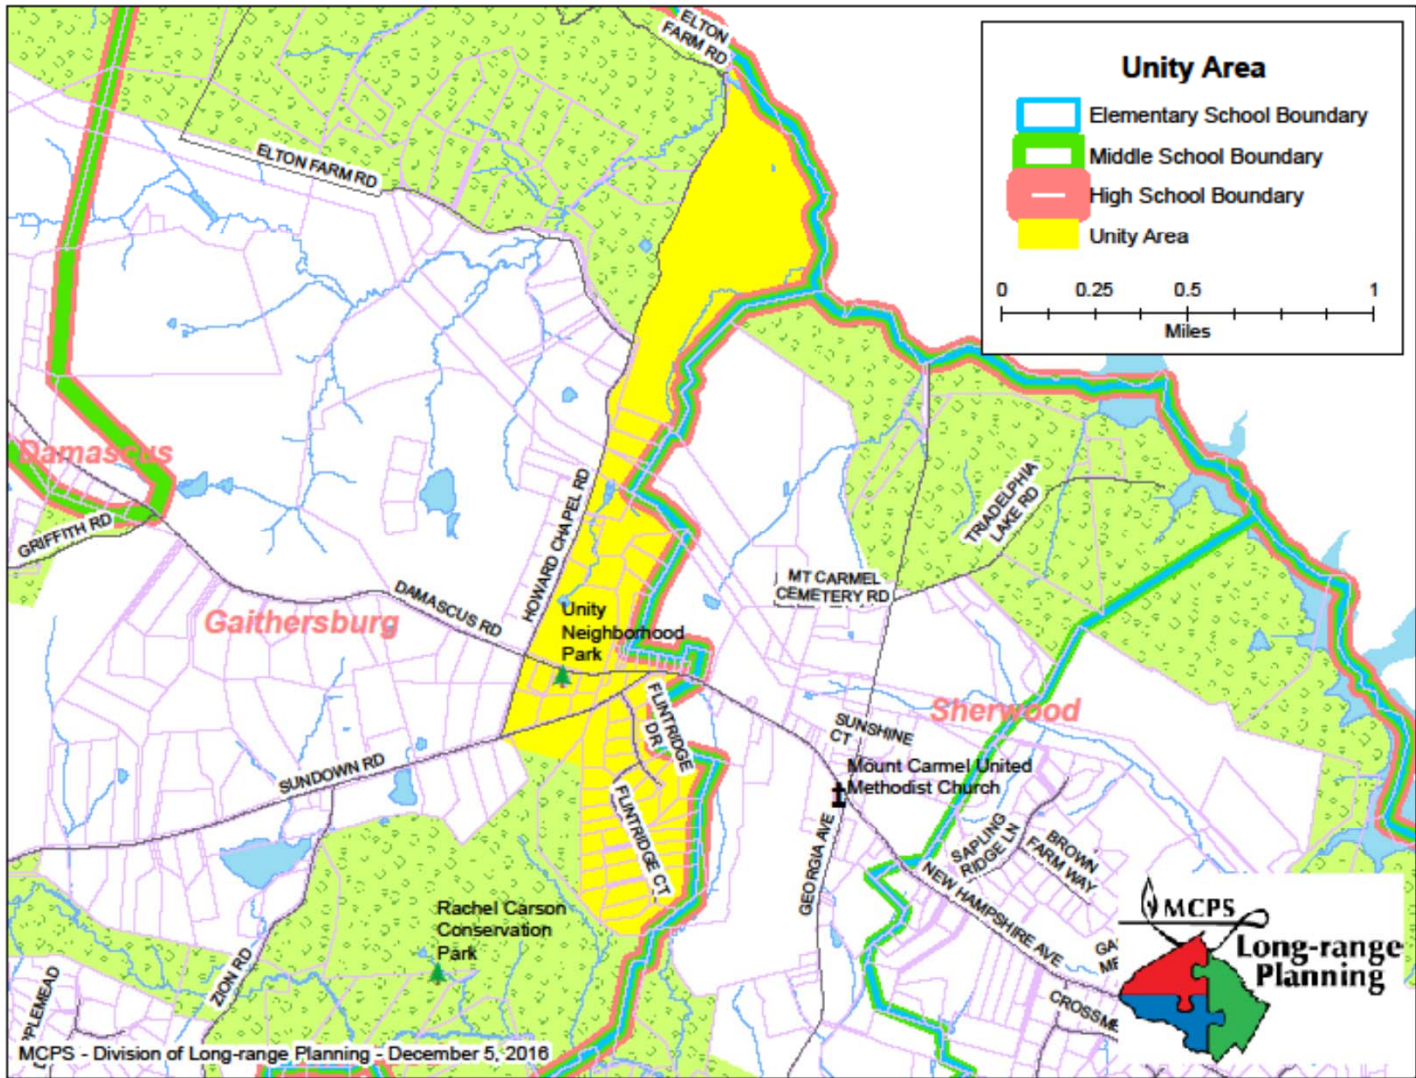 ELTON
FARM RD
Unity Area
Elementary School Boundary
Middle School Boundary
High School Boundary
Unity Area
0 0.25 0.5 1
Miles
ELTON FARM RD
Damascus
GRIFFITH RD
HOWARD CHAPEL RD
TRIADELPHIA
LAKE RD
MT CARMEL
CEMETERY RD
DAMASCUS RD
Gaithersburg
Unity
Neighborhood
Park
FLINTRIDGE
DR
Sherwood
SUNSHINE
CT
SUNDOWN RD
Mount Carmel United
Methodist Church
FLINTRIDGE CT
GEORGIA AVE
SAPLING
RIDGE LN
BROWN
FARM WAY
NEW HAMPSHIRE AVE
Rachel Carson
Conservation
Park
ZION RD
PPLEMEAD
GA
ME
CROSSME
MCPS
Long-range
Planning
MCPS - Division of Long-range Planning - December 5, 2016